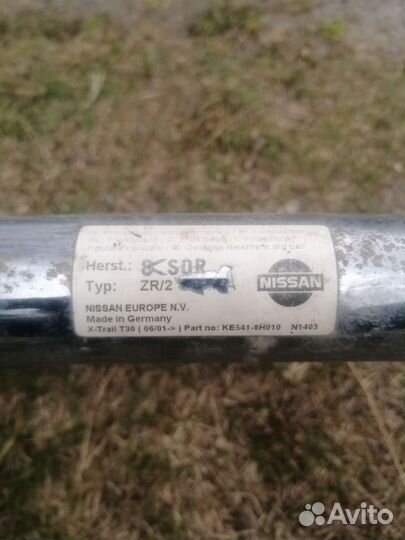 Herst.: SOR
Typ: ZR/2
NISSAN
NISSAN EUROPE N.V.
Made in Germany
X-Trail T30 ( 06/01-> ) Part no: KE541-8H010 N1403
Avito